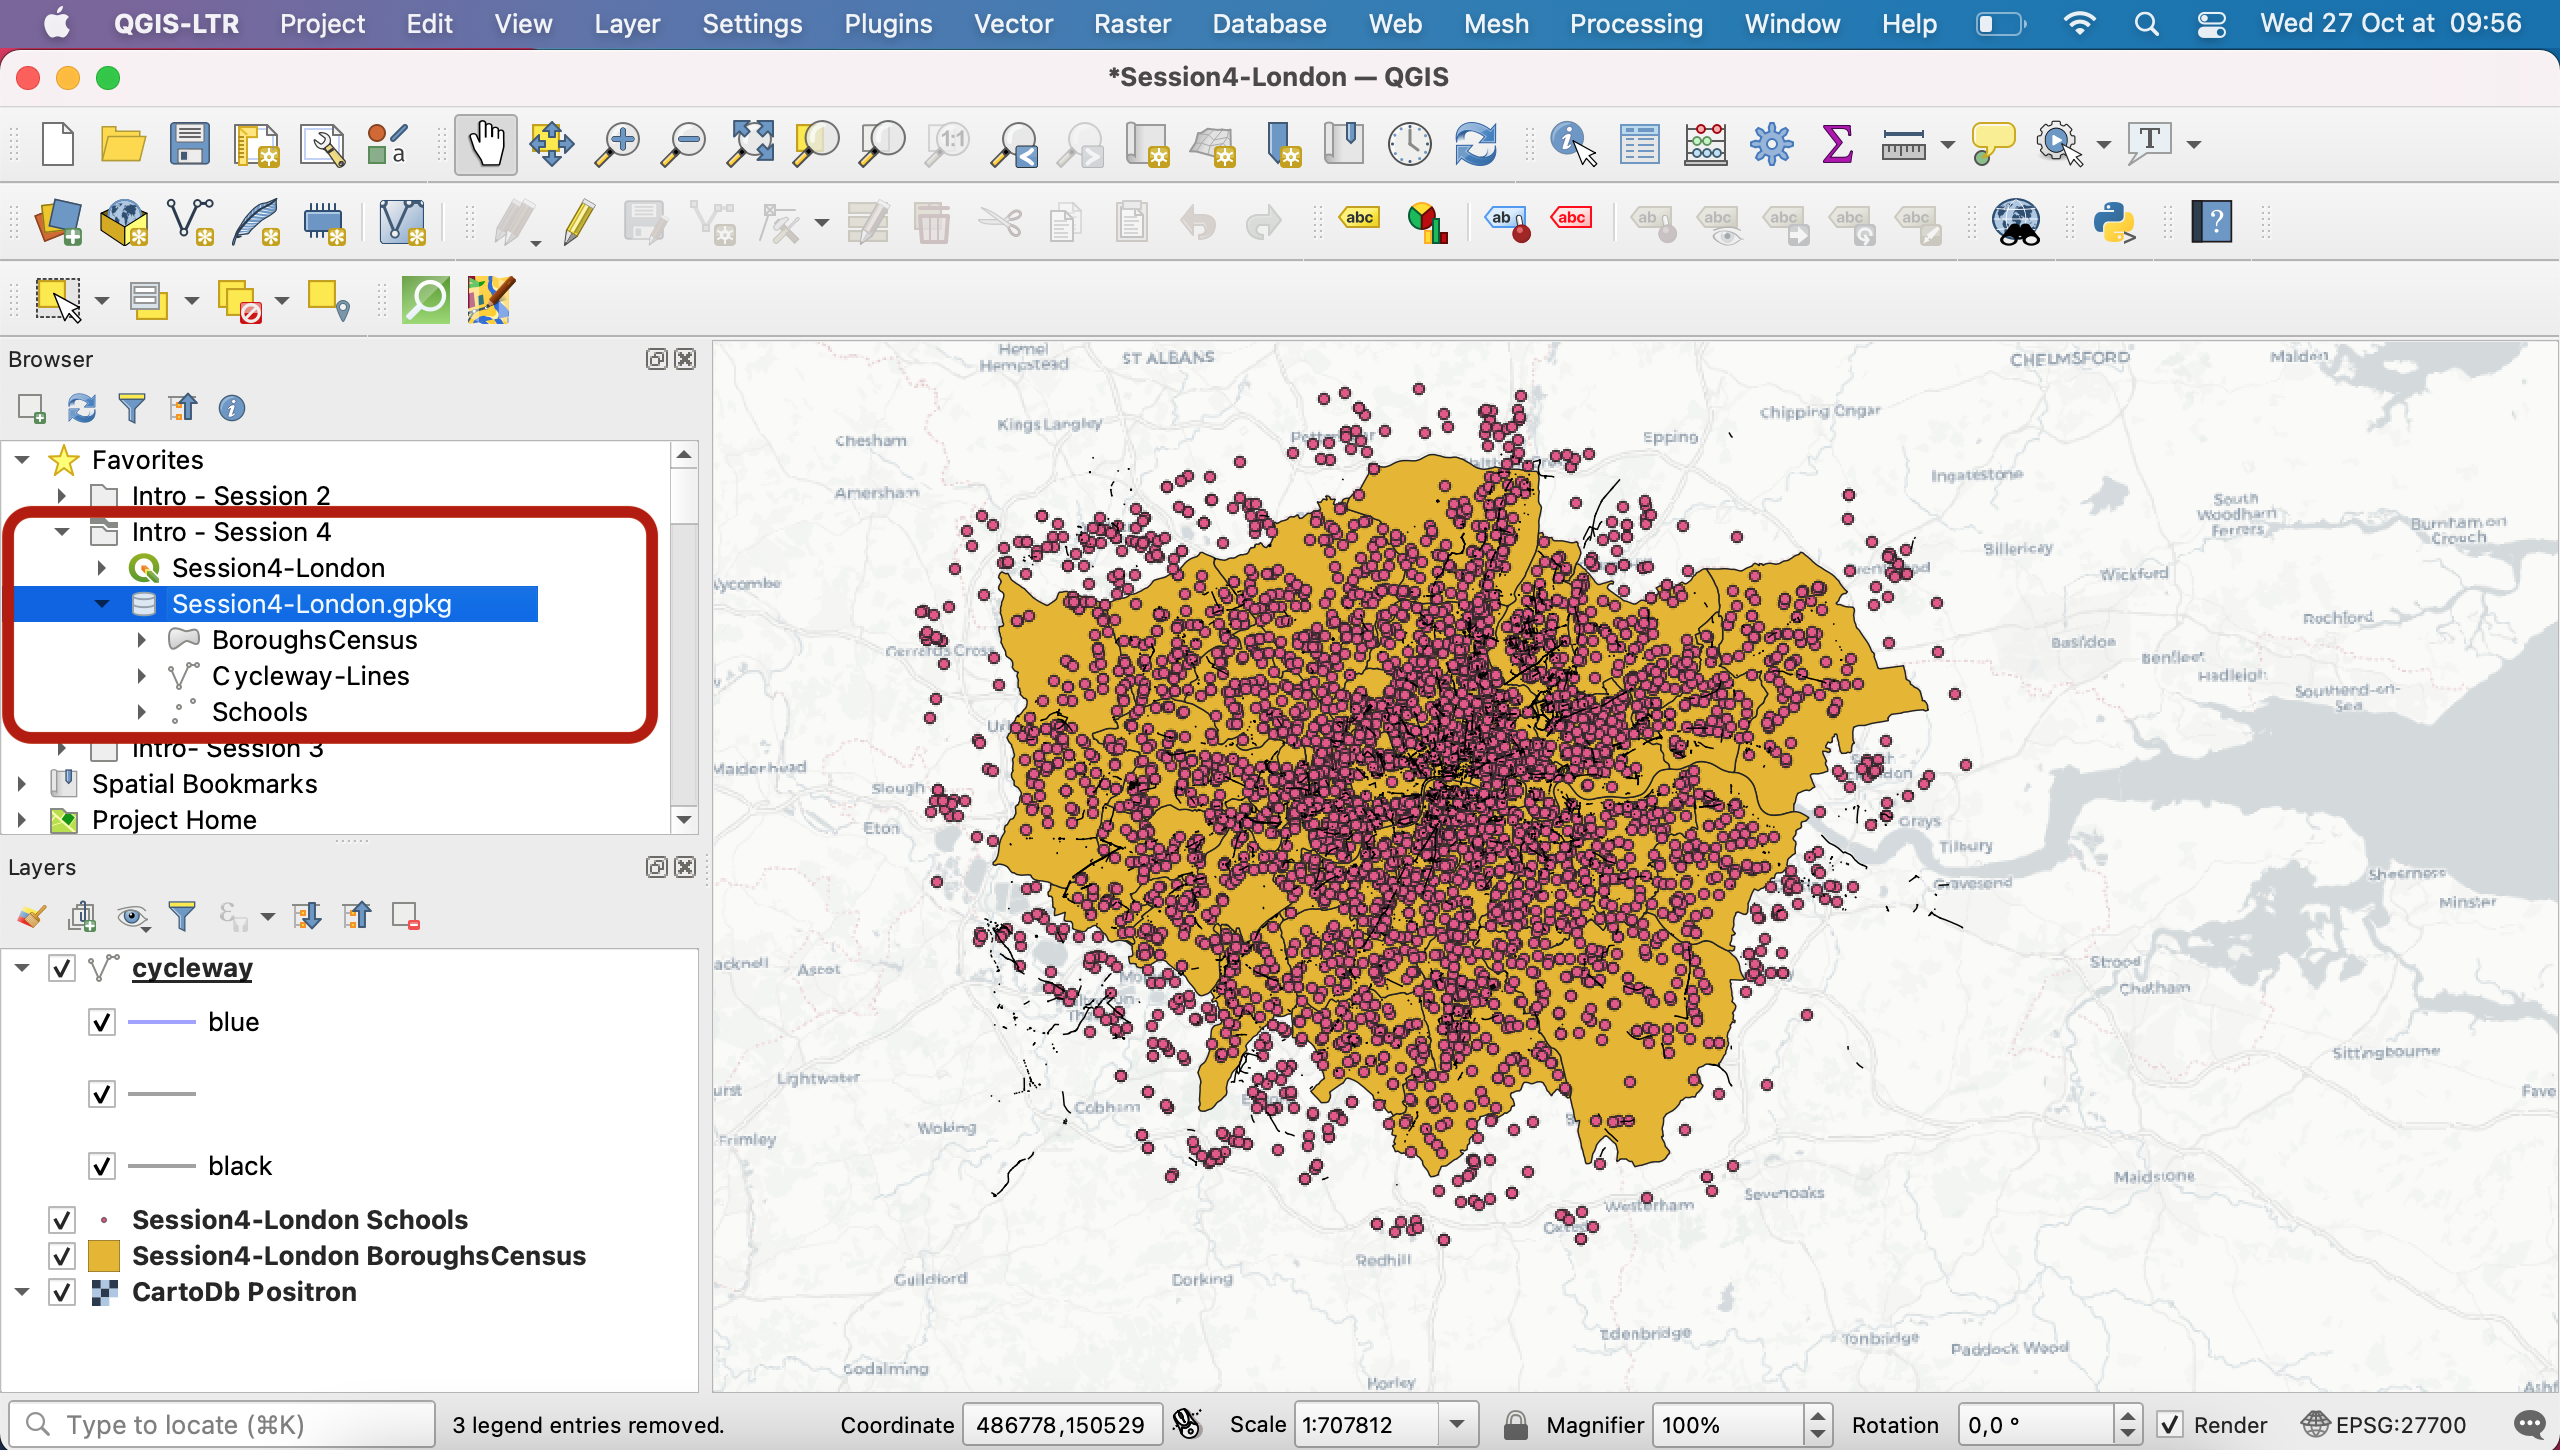 QGIS-LTR Project Edit View Layer Settings Plugins Vector Raster Database Web Mesh Processing Window Help Wed 27 Oct at 09:56
*Session4-London — QGIS
Browser
Favorites
Intro - Session 2
Intro - Session 4
Session4-London
Session4-London.gpkg
BoroughsCensus
Cycleway-Lines
Schools
Intro- Session 3
Spatial Bookmarks
Project Home
Layers
cycleway
blue
black
Session4-London Schools
Session4-London BoroughsCensus
CartoDb Positron
Hemel
Hempstead
ST ALBANS
CHELMSFORD
Maldon
Kings Langley
Chipping Ongar
Chesham
Epping
Amersham
Ingatestone
South
Woodham
Ferrers
Burnham on
Crouch
Billericay
Wickford
Rochford
Gerrards Cross
Basildon
Benfleet
Hadleigh
Southend-on-
Sea
Maidenhead
Slough
Eton
Grays
Tilbury
Gravesend
Sheerness
Minster
Ascot
Strood
Chatham
Sittingbourne
Lightwater
Cobham
Woking
Frimley
Maidstone
Sevenoaks
Westerham
Redhill
Guildford
Dorking
Edenbridge
Tonbridge
Paddock Wood
Godalming
Horley
Type to locate (⌘K) 3 legend entries removed. Coordinate 486778,150529 Scale 1:707812 Magnifier 100% Rotation 0,0 ° Render EPSG:27700